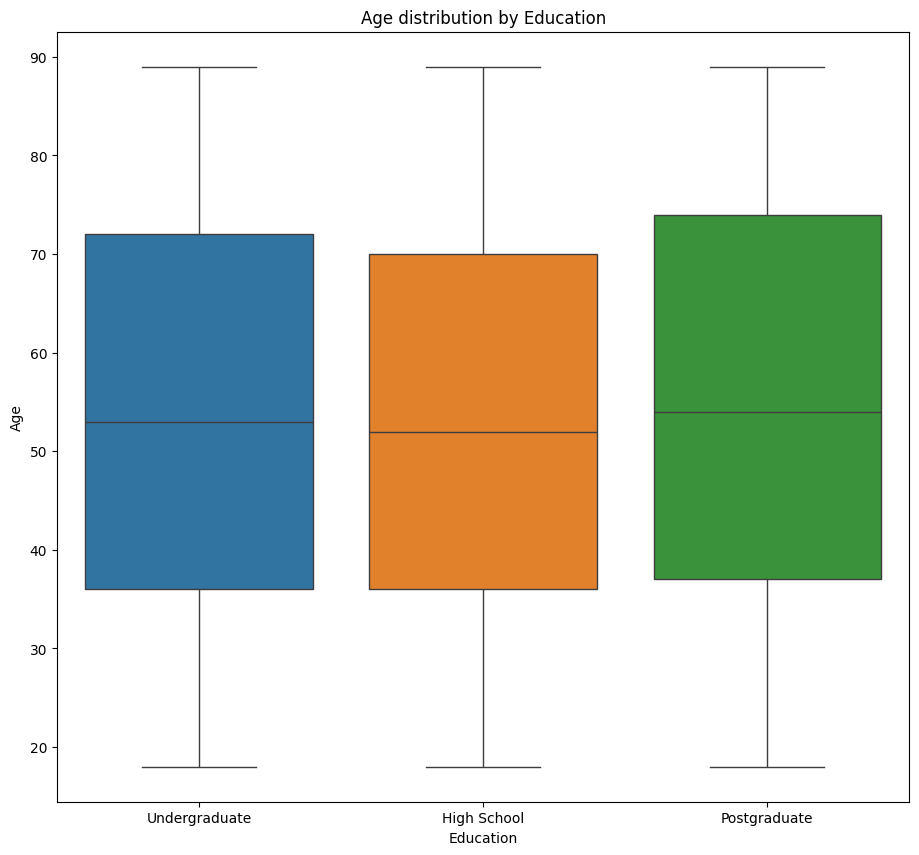 Age distribution by Education
Age
90
80
70
60
50
40
30
20
Undergraduate
High School
Postgraduate
Education